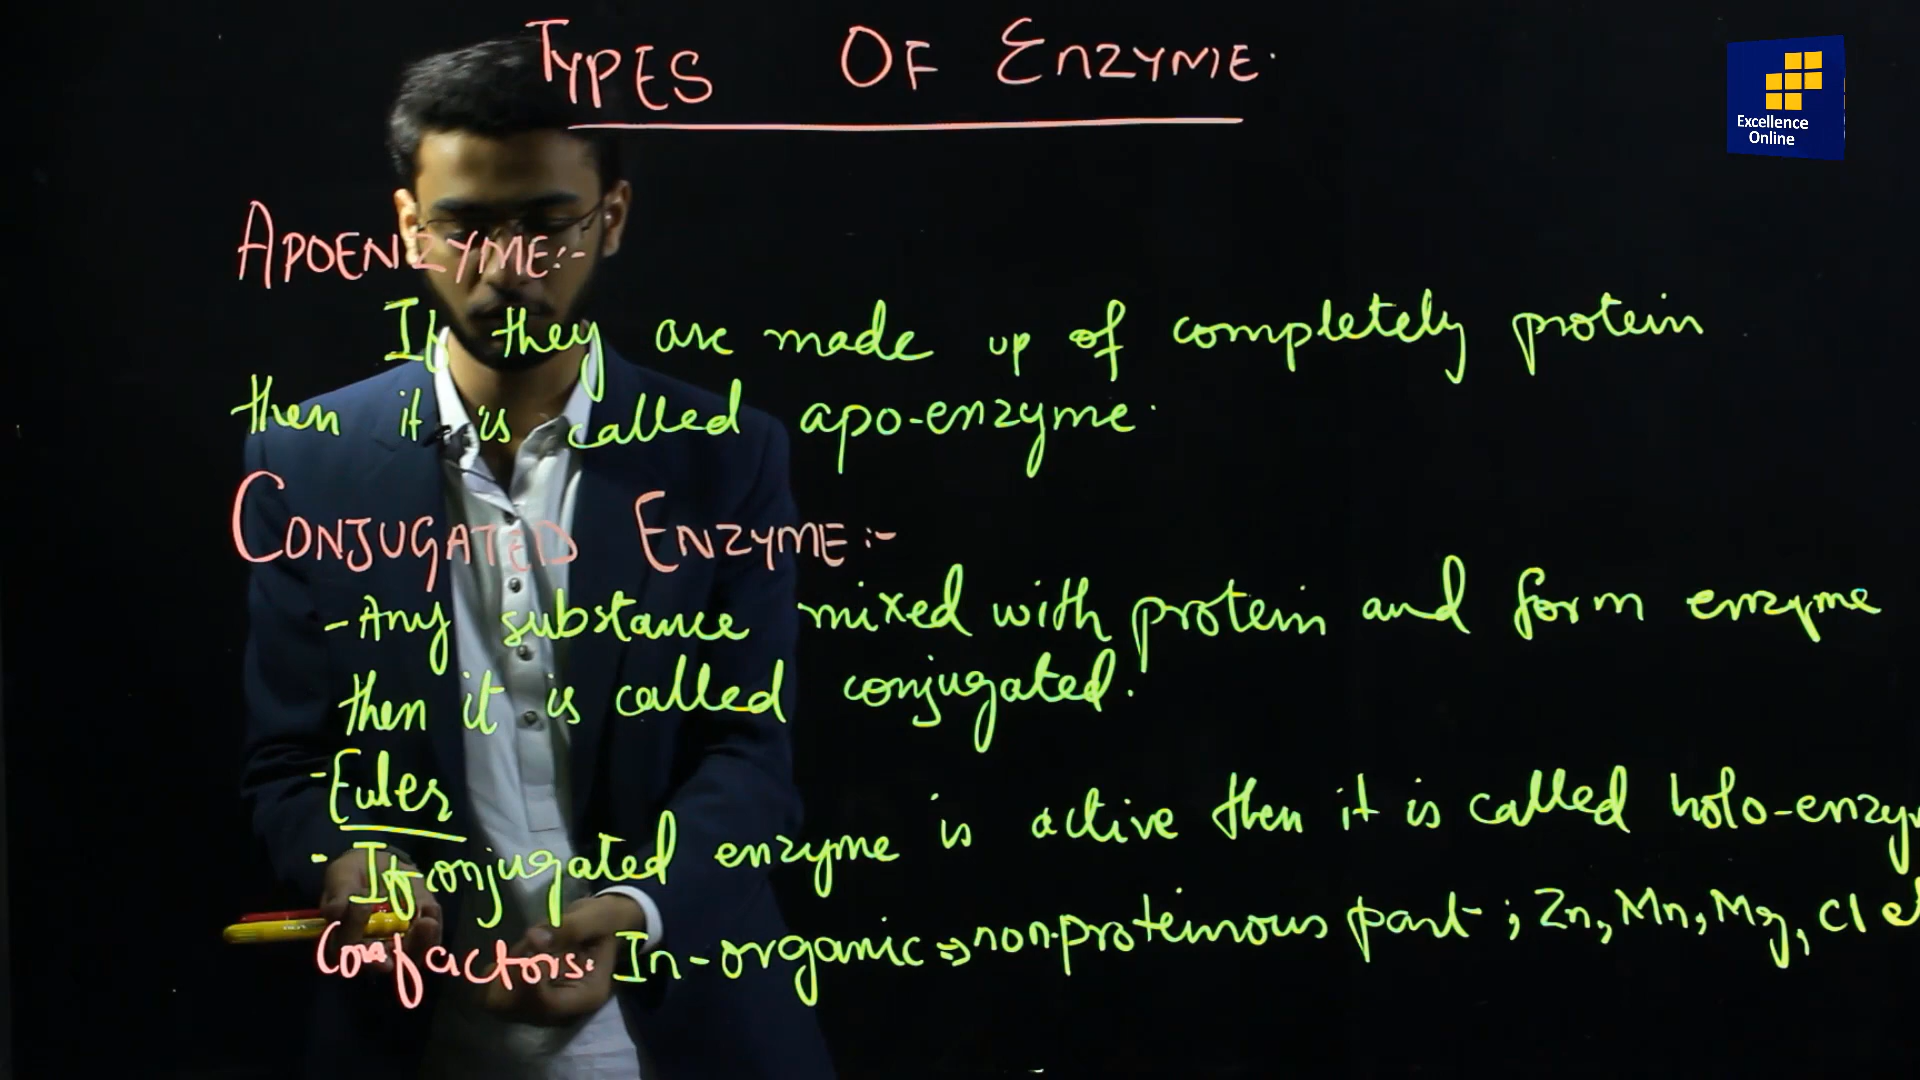 TYPES OF ENZYME.
Excellence
Online
APOENZYME:-
If they are made up of completely protein
then it is called apo-enzyme.
CONJUGATED ENZYME:-
- Any substance mixed with protein and form enzyme
then it is called conjugated.
- Euler
- If conjugated enzyme is active then it is called holo-enzy
Cofactors: In-organic => non-proteinous part ; Zn, Mn, Mg, Cl